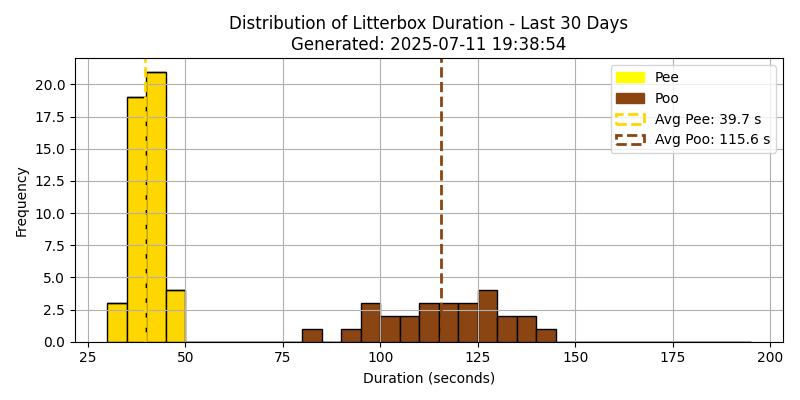 Distribution of Litterbox Duration - Last 30 Days
Generated: 2025-07-11 19:38:54
Pee
Poo
Avg Pee: 39.7 s
Avg Poo: 115.6 s
Frequency
20.0
17.5
15.0
12.5
10.0
7.5
5.0
2.5
0.0
25 50 75 100 125 150 175 200
Duration (seconds)